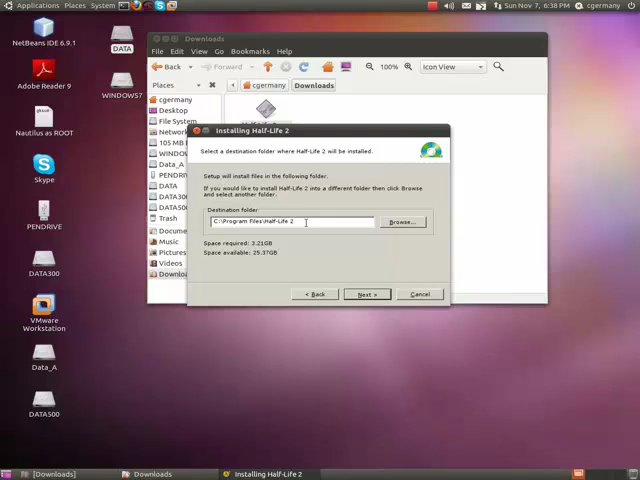 Applications Places System
Sun Nov 7, 6:38 PM cgermany
NetBeans IDE 6.9.1
Adobe Reader 9
Nautilus as ROOT
Skype
PENDRIVE
DATA300
VMware
Workstation
Data_A
DATA500
DATA
WINDOWS7
Downloads
File Edit View Go Bookmarks Help
Back Forward 100% Icon View
Places cgermany Downloads
cgermany
Desktop
File System
Network
105 MB
WINDOW
Data_A
PENDRI
DATA
DATA30
DATA50
Trash
Docume
Music
Pictures
Videos
Downloa
Installing Half-Life 2
Select a destination folder where Half-Life 2 will be installed.
Setup will install files in the following folder.
If you would like to install Half-Life 2 into a different folder then click Browse
and select another folder.
Destination folder
C:\Program Files\Half-Life 2
Browse...
Space required: 3.21GB
Space available: 25.37GB
< Back Next > Cancel
[Downloads] Downloads Installing Half-Life 2